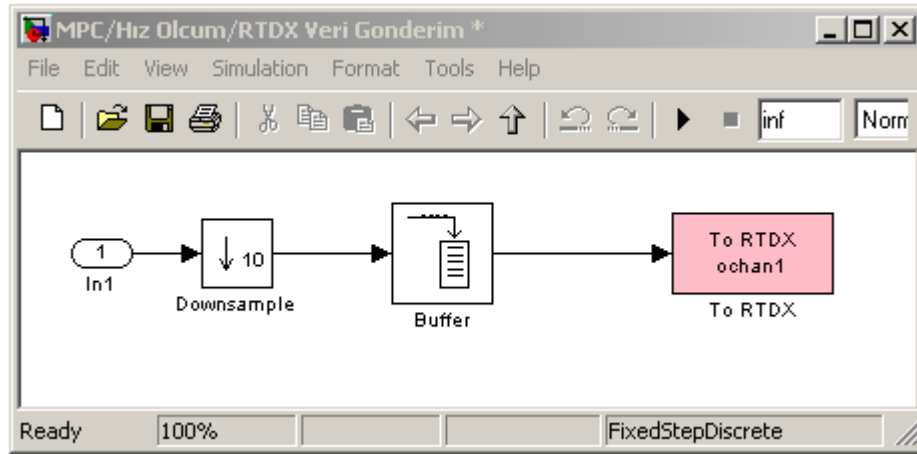 MPC/Hız Olcum/RTDX Veri Gonderim *
File Edit View Simulation Format Tools Help
inf Norm
1
In1
10
Downsample
Buffer
To RTDX
ochan1
To RTDX
Ready 100% FixedStepDiscrete